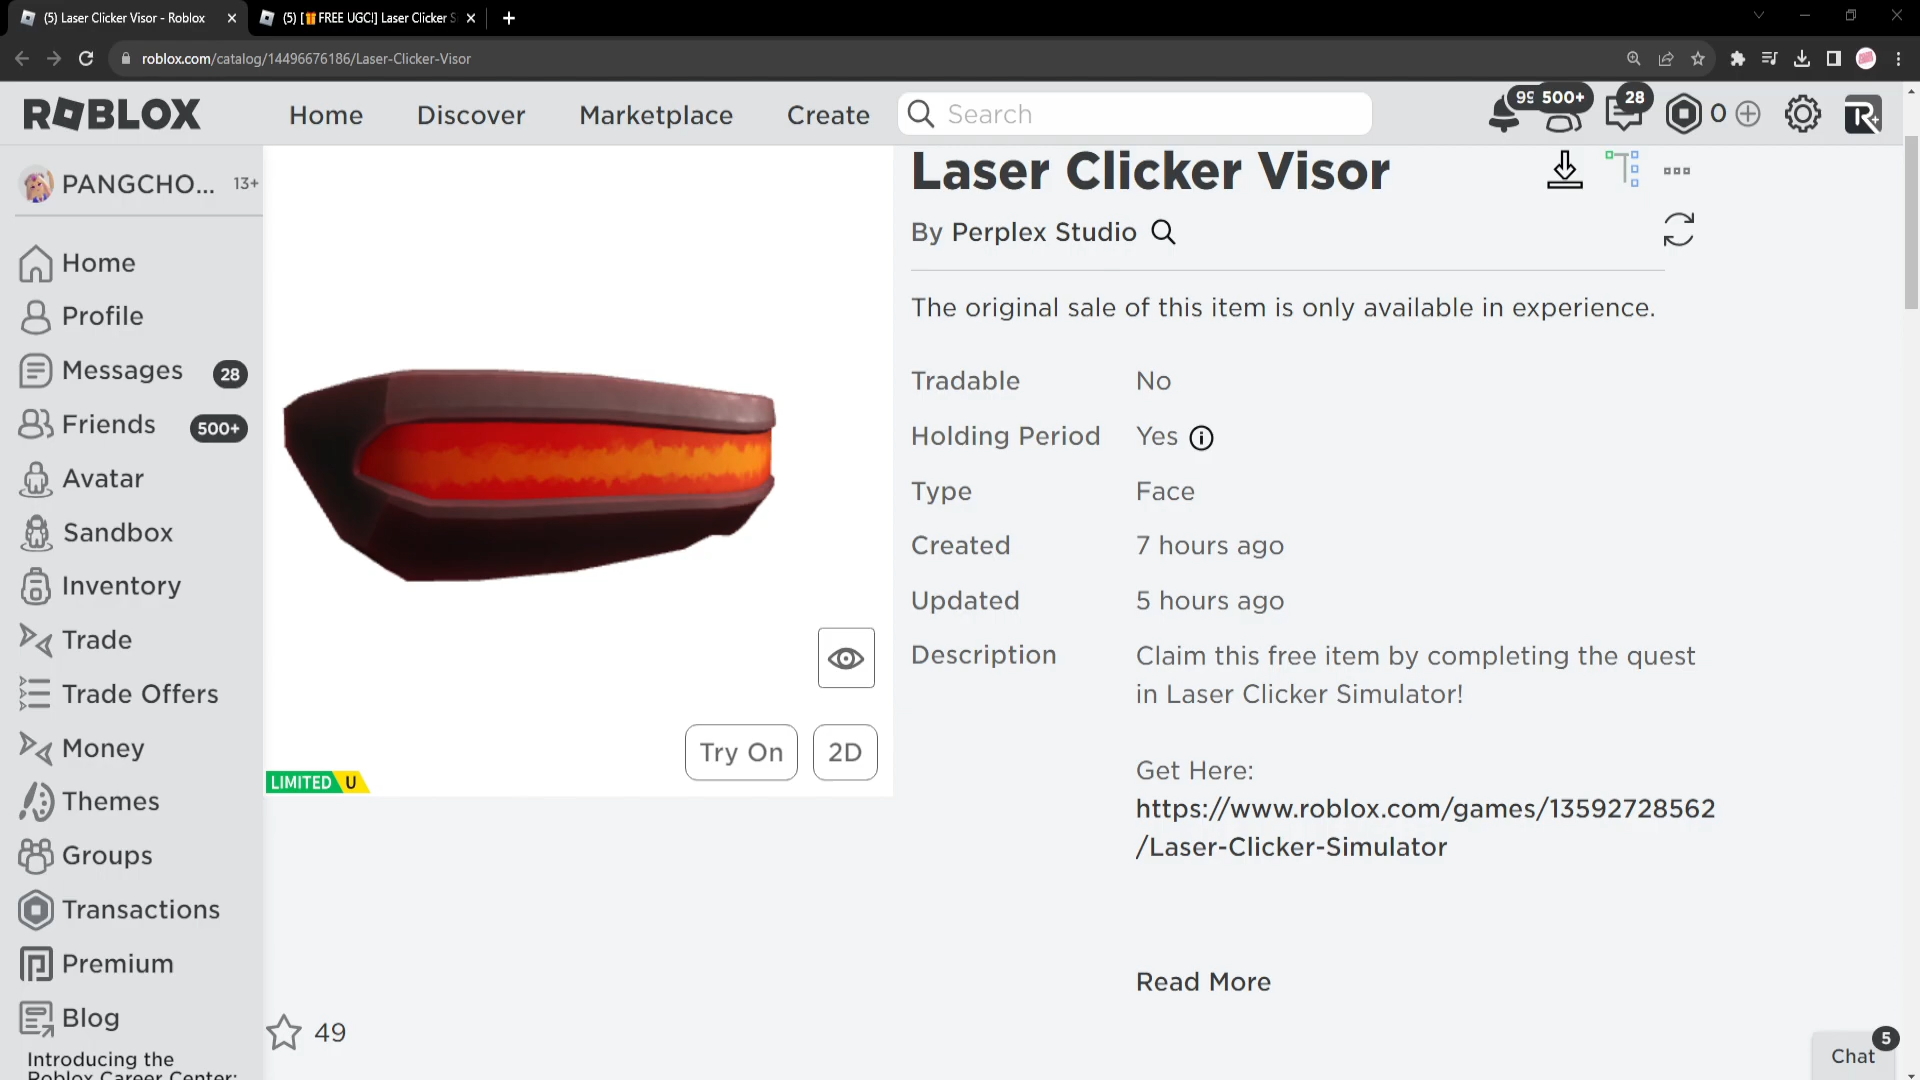 (5) Laser Clicker Visor - Roblox
(5) [🎁FREE UGC!] Laser Clicker S
roblox.com/catalog/14496676186/Laser-Clicker-Visor
ROBLOX
Home
Discover
Marketplace
Create
Search
99
500+
28
0
PANGCHO...
13+
Home
Profile
Messages
28
Friends
500+
Avatar
Sandbox
Inventory
Trade
Trade Offers
Money
Themes
Groups
Transactions
Premium
Blog
Introducing the
Roblox Career Center:
Try On
2D
LIMITED U
49
Laser Clicker Visor
By Perplex Studio
The original sale of this item is only available in experience.
Tradable No
Holding Period Yes
Type Face
Created 7 hours ago
Updated 5 hours ago
Description Claim this free item by completing the quest
in Laser Clicker Simulator!
Get Here:
https://www.roblox.com/games/13592728562
/Laser-Clicker-Simulator
Read More
Chat
5